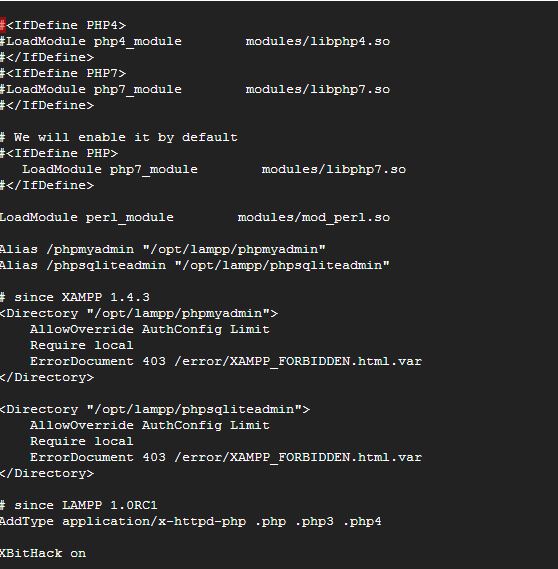 #<IfDefine PHP4>
#LoadModule php4_module        modules/libphp4.so
#</IfDefine>
#<IfDefine PHP7>
#LoadModule php7_module        modules/libphp7.so
#</IfDefine>

# We will enable it by default
#<IfDefine PHP>
   LoadModule php7_module        modules/libphp7.so
#</IfDefine>

LoadModule perl_module        modules/mod_perl.so

Alias /phpmyadmin "/opt/lampp/phpmyadmin"
Alias /phpsqliteadmin "/opt/lampp/phpsqliteadmin"

# since XAMPP 1.4.3
<Directory "/opt/lampp/phpmyadmin">
    AllowOverride AuthConfig Limit
    Require local
    ErrorDocument 403 /error/XAMPP_FORBIDDEN.html.var
</Directory>

<Directory "/opt/lampp/phpsqliteadmin">
    AllowOverride AuthConfig Limit
    Require local
    ErrorDocument 403 /error/XAMPP_FORBIDDEN.html.var
</Directory>

# since LAMPP 1.0RC1
AddType application/x-httpd-php .php .php3 .php4

XBitHack on